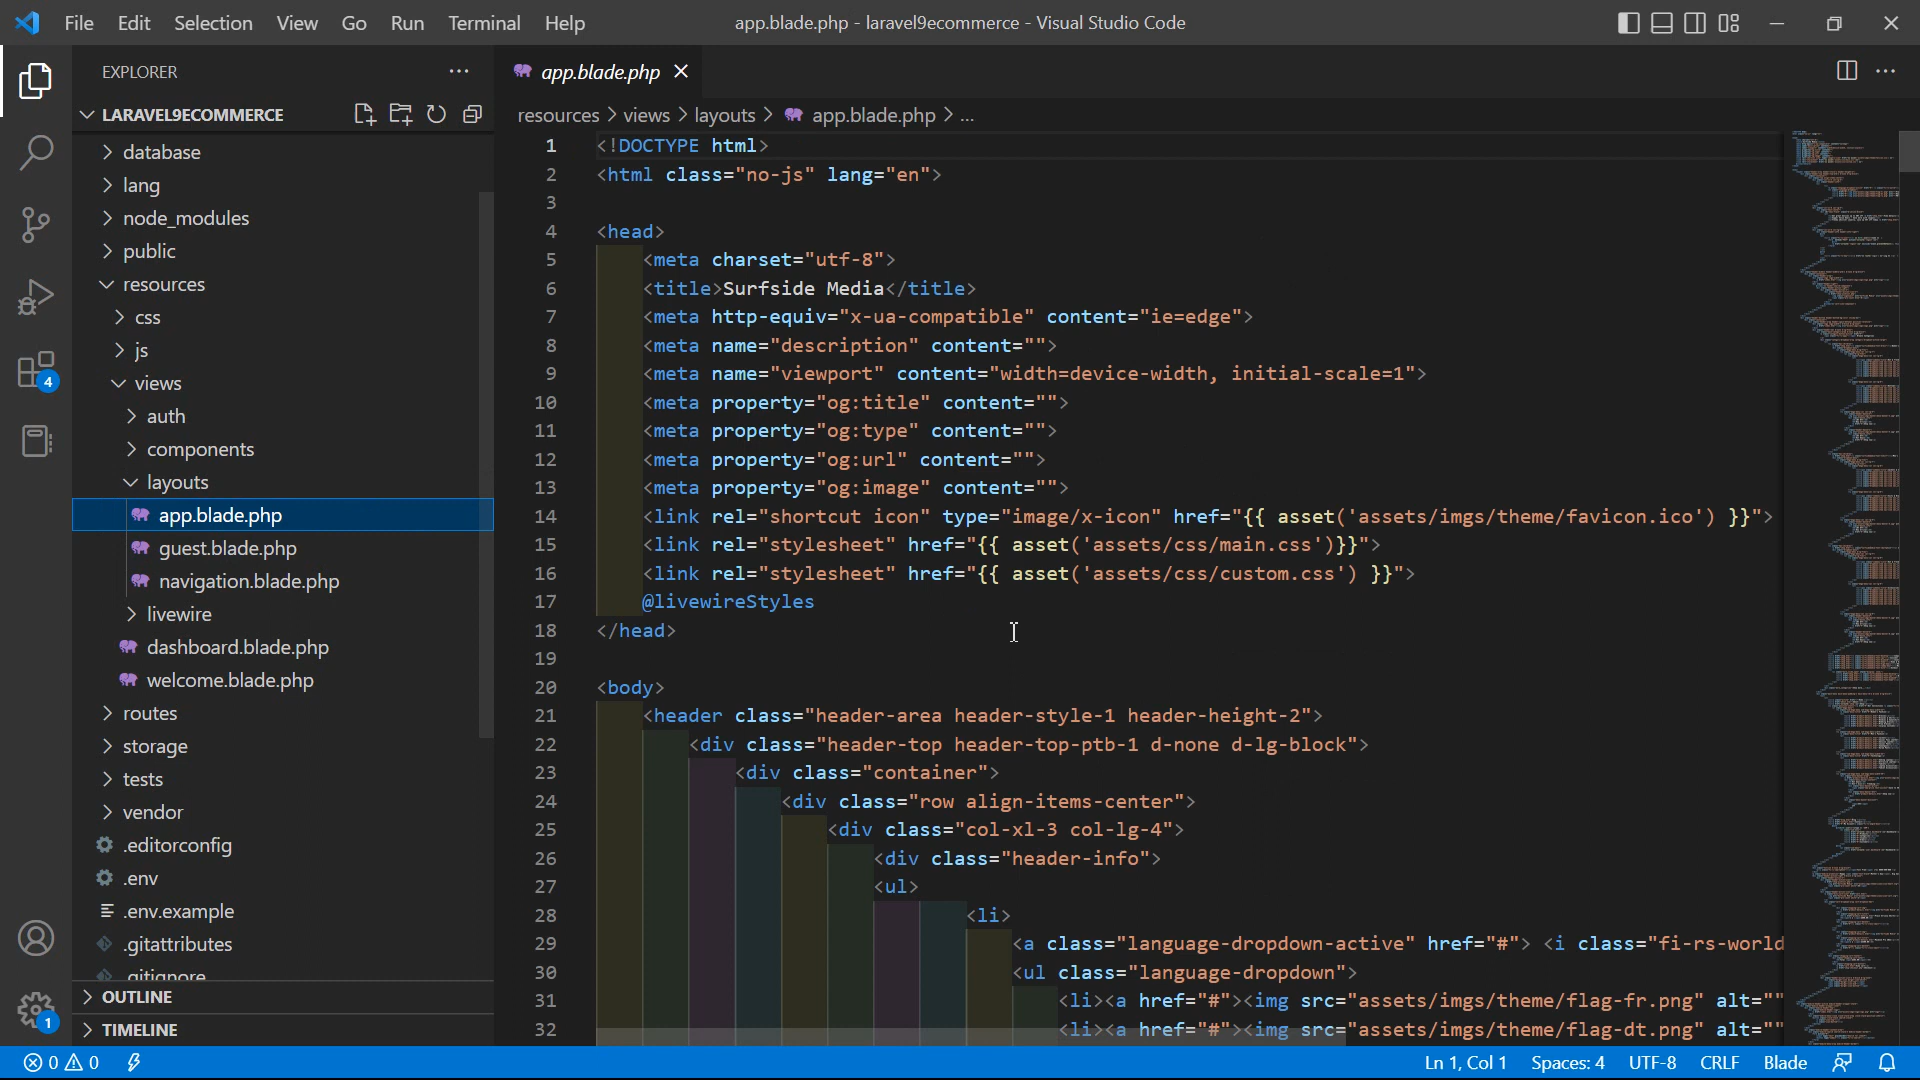 File Edit Selection View Go Run Terminal Help
app.blade.php - laravel9ecommerce - Visual Studio Code
EXPLORER
LARAVEL9ECOMMERCE
database
lang
node_modules
public
resources
css
js
views
auth
components
layouts
app.blade.php
guest.blade.php
navigation.blade.php
livewire
dashboard.blade.php
welcome.blade.php
routes
storage
tests
vendor
.editorconfig
.env
.env.example
.gitattributes
.gitignore
OUTLINE
TIMELINE
4
1
app.blade.php
resources > views > layouts > app.blade.php > ...
1 <!DOCTYPE html>
2 <html class="no-js" lang="en">
3
4 <head>
5 <meta charset="utf-8">
6 <title>Surfside Media</title>
7 <meta http-equiv="x-ua-compatible" content="ie=edge">
8 <meta name="description" content="">
9 <meta name="viewport" content="width=device-width, initial-scale=1">
10 <meta property="og:title" content="">
11 <meta property="og:type" content="">
12 <meta property="og:url" content="">
13 <meta property="og:image" content="">
14 <link rel="shortcut icon" type="image/x-icon" href="{{ asset('assets/imgs/theme/favicon.ico') }}">
15 <link rel="stylesheet" href="{{ asset('assets/css/main.css')}}">
16 <link rel="stylesheet" href="{{ asset('assets/css/custom.css') }}">
17 @livewireStyles
18 </head>
19
20 <body>
21 <header class="header-area header-style-1 header-height-2">
22 <div class="header-top header-top-ptb-1 d-none d-lg-block">
23 <div class="container">
24 <div class="row align-items-center">
25 <div class="col-xl-3 col-lg-4">
26 <div class="header-info">
27 <ul>
28 <li>
29 <a class="language-dropdown-active" href="#"> <i class="fi-rs-world
30 <ul class="language-dropdown">
31 <li><a href="#"><img src="assets/imgs/theme/flag-fr.png" alt=""
32 <li><a href="#"><img src="assets/imgs/theme/flag-dt.png" alt=""
0 0
Ln 1, Col 1 Spaces: 4 UTF-8 CRLF Blade